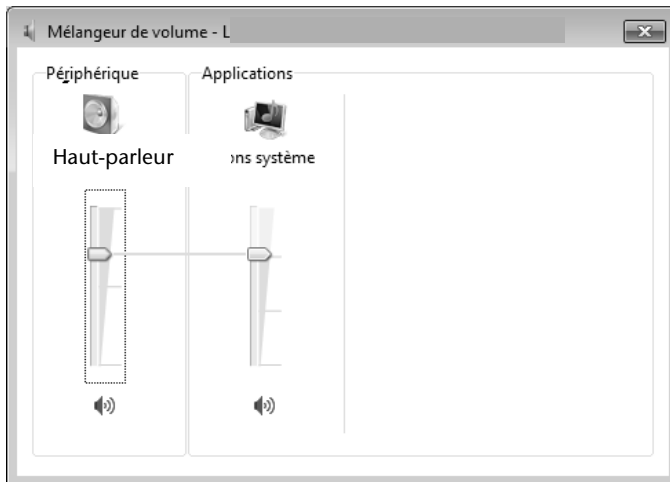 Mélangeur de volume - L
Périphérique
Applications
Haut-parleur
ons système